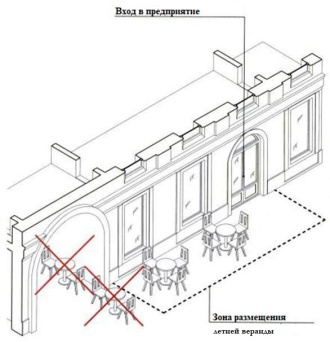 Вход в предприятие
Зона размещения
летней веранды